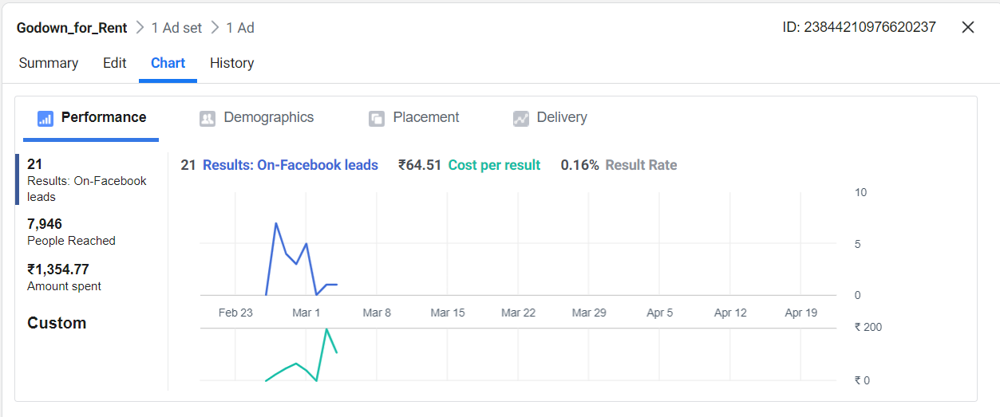 Godown_for_Rent > 1 Ad set > 1 Ad
ID: 23844210976620237
Summary Edit Chart History
Performance Demographics Placement Delivery
21
Results: On-Facebook
leads
7,946
People Reached
₹1,354.77
Amount spent
Custom
21 Results: On-Facebook leads ₹64.51 Cost per result 0.16% Result Rate
10
5
0
Feb 23 Mar 1 Mar 8 Mar 15 Mar 22 Mar 29 Apr 5 Apr 12 Apr 19
₹ 200
₹ 0